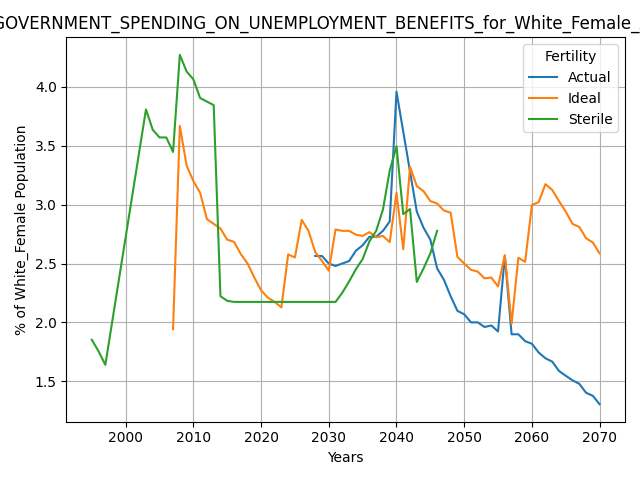 GOVERNMENT_SPENDING_ON_UNEMPLOYMENT_BENEFITS_for_White_Female_
Fertility
Actual
Ideal
Sterile
% of White_Female Population
4.0
3.5
3.0
2.5
2.0
1.5
2000 2010 2020 2030 2040 2050 2060 2070
Years